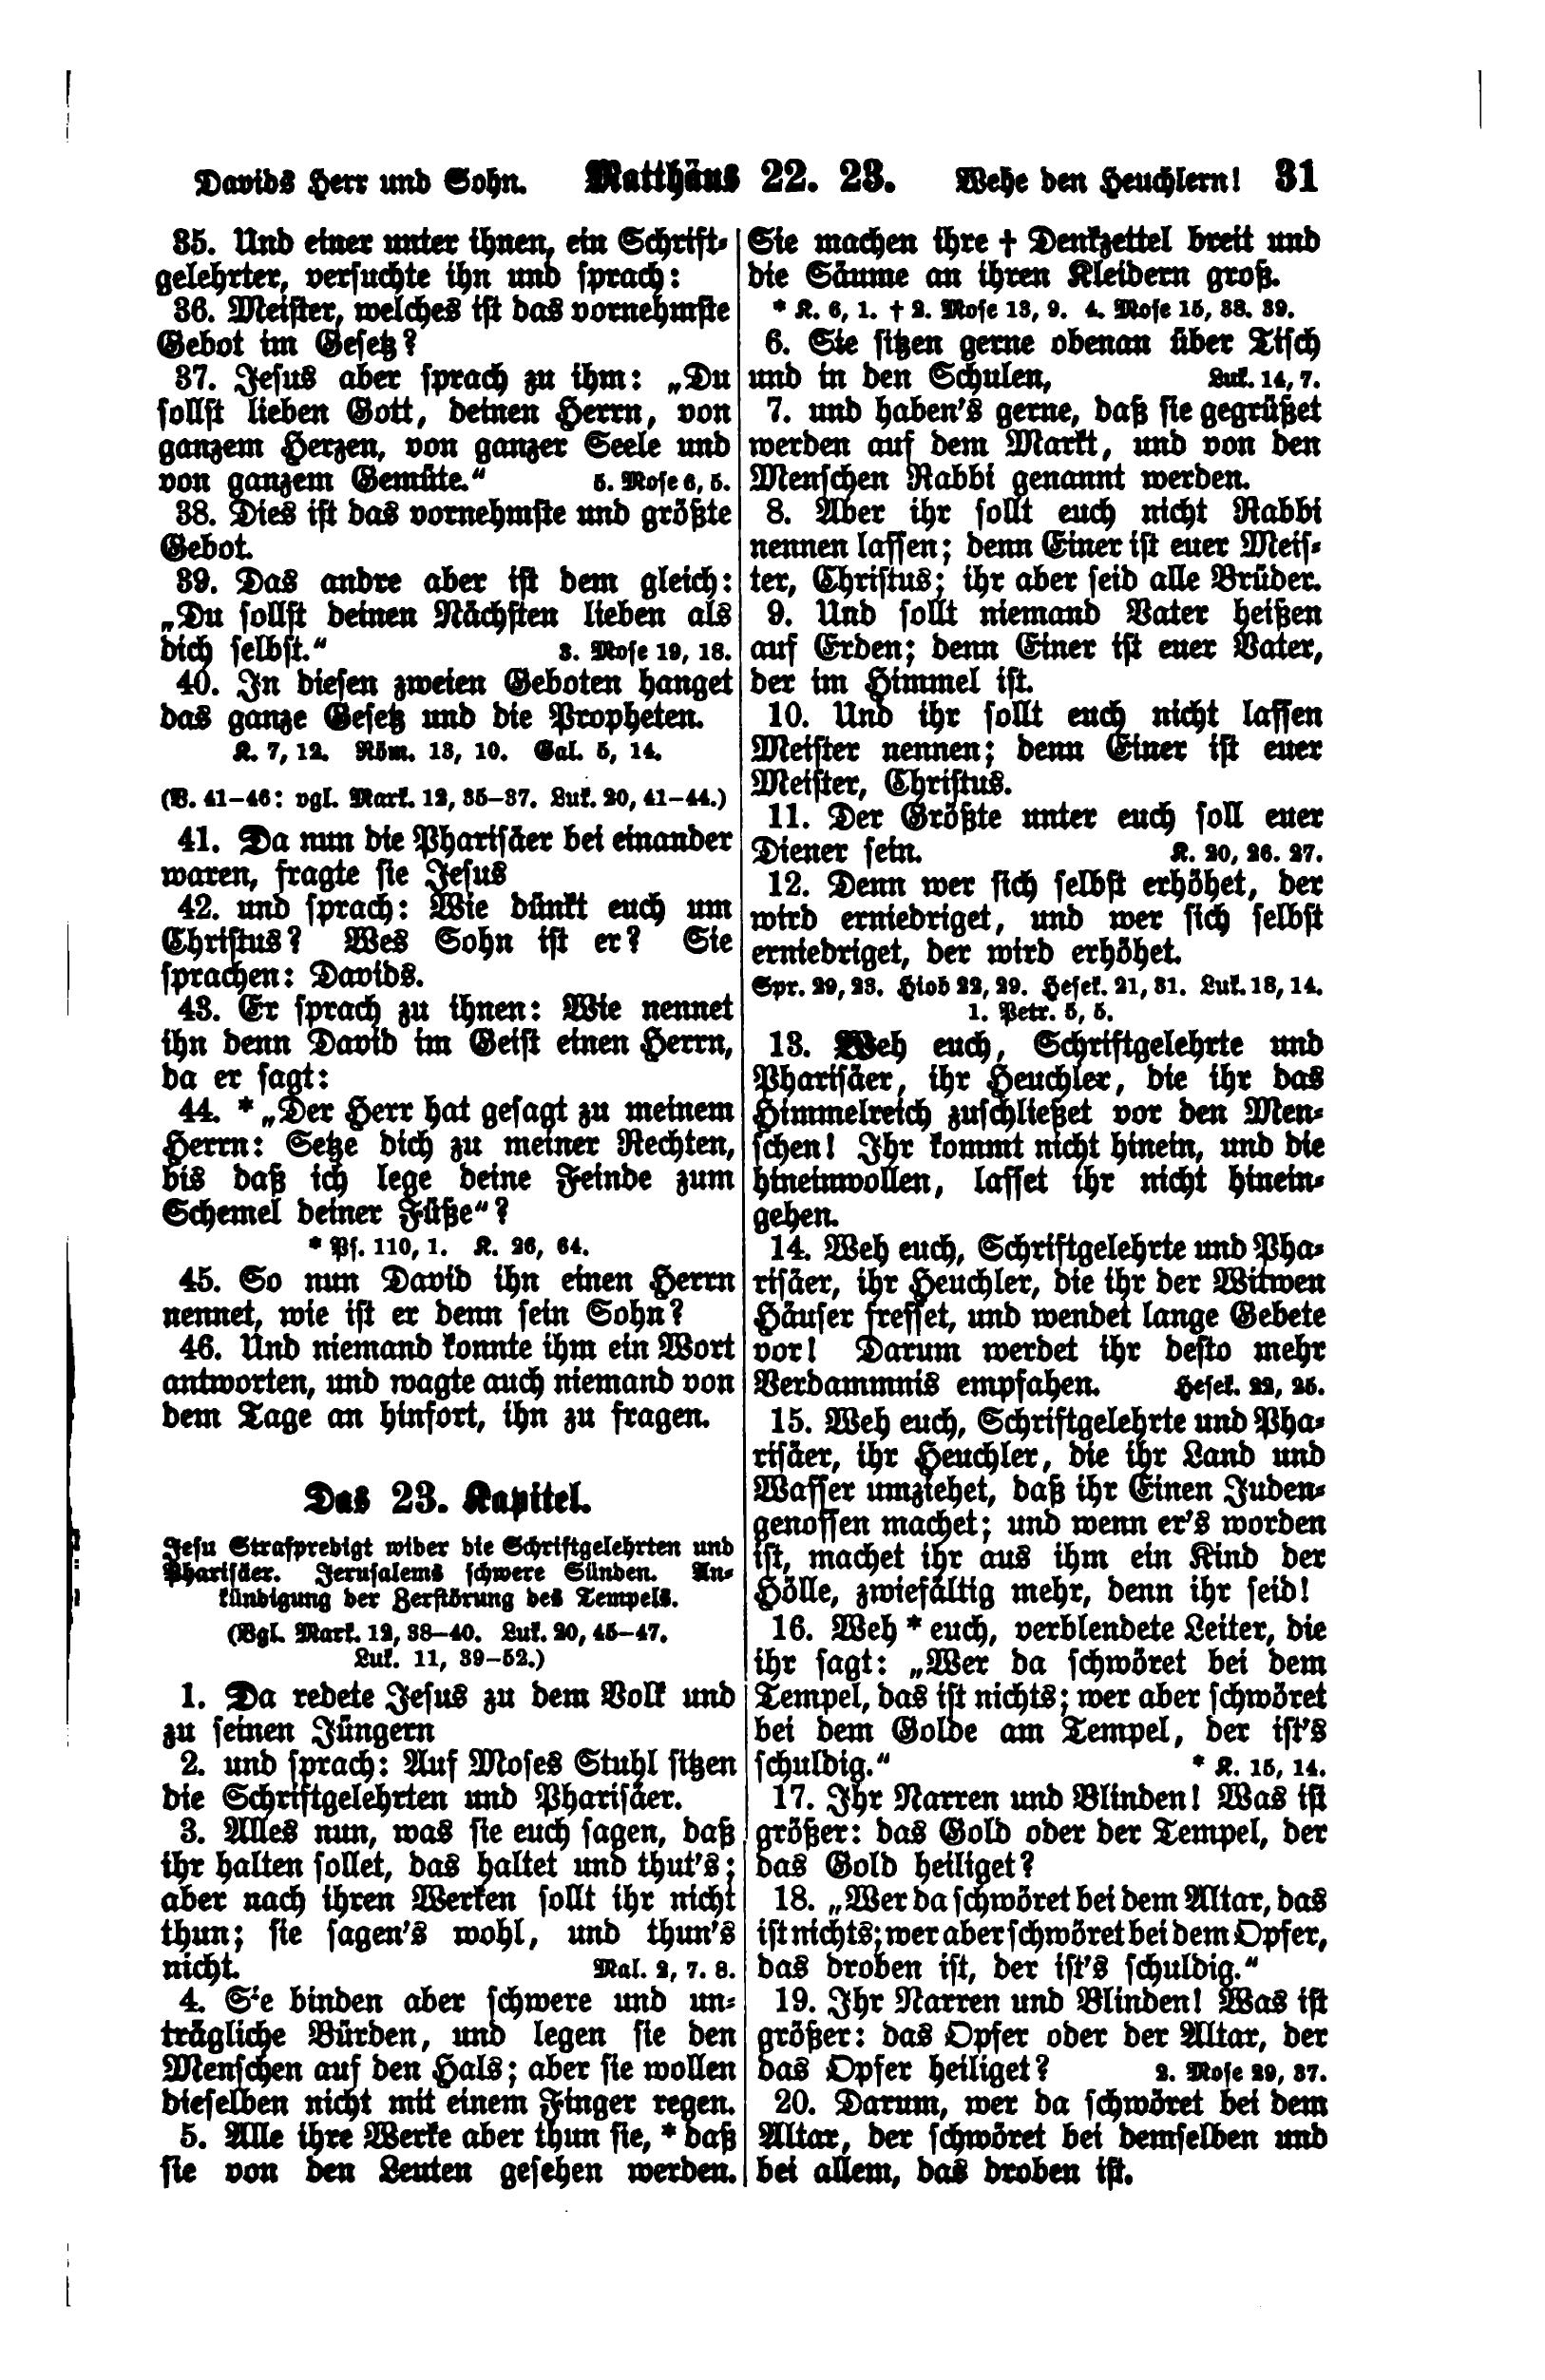 Davids Herr und Sohn. Matthäus 22. 23. Wehe den Heuchlern! 31
35. Und einer unter ihnen, ein Schrift-
gelehrter, versuchte ihn und sprach:
36. Meister, welches ist das vornehmste
Gebot im Gesetz?
37. Jesus aber sprach zu ihm: „Du
sollst lieben Gott, deinen Herrn, von
ganzem Herzen, von ganzer Seele und
von ganzem Gemüte.“ 5. Mose 6, 5.
38. Dies ist das vornehmste und größte
Gebot.
39. Das andre aber ist dem gleich:
„Du sollst deinen Nächsten lieben als
dich selbst.“ 3. Mose 19, 18.
40. In diesen zweien Geboten hanget
das ganze Gesetz und die Propheten.
K. 7, 12. Röm. 13, 10. Gal. 5, 14.
(V. 41–46: vgl. Mark. 12, 35–37. Luk. 20, 41–44.)
41. Da nun die Pharisäer bei einander
waren, fragte sie Jesus
42. und sprach: Wie dünkt euch um
Christus? Wes Sohn ist er? Sie
sprachen: Davids.
43. Er sprach zu ihnen: Wie nennet
ihn denn David im Geist einen Herrn,
da er sagt:
44. * „Der Herr hat gesagt zu meinem
Herrn: Setze dich zu meiner Rechten,
bis daß ich lege deine Feinde zum
Schemel deiner Füße“?
* Ps. 110, 1. K. 26, 64.
45. So nun David ihn einen Herrn
nennet, wie ist er denn sein Sohn?
46. Und niemand konnte ihm ein Wort
antworten, und wagte auch niemand von
dem Tage an hinfort, ihn zu fragen.
Das 23. Kapitel.
Jesu Strafpredigt wider die Schriftgelehrten und
Pharisäer. Jerusalems schwere Sünden. An-
kündigung der Zerstörung des Tempels.
(Vgl. Mark. 12, 38–40. Luk. 20, 45–47.
Luk. 11, 39–52.)
1. Da redete Jesus zu dem Volk und
zu seinen Jüngern
2. und sprach: Auf Moses Stuhl sitzen
die Schriftgelehrten und Pharisäer.
3. Alles nun, was sie euch sagen, daß
ihr halten sollet, das haltet und thut's;
aber nach ihren Werken sollt ihr nicht
thun; sie sagen's wohl, und thun's
nicht. Mal. 2, 7. 8.
4. Sie binden aber schwere und un-
trägliche Bürden, und legen sie den
Menschen auf den Hals; aber sie wollen
dieselben nicht mit einem Finger regen.
5. Alle ihre Werke aber thun sie, * daß
sie von den Leuten gesehen werden.
Sie machen ihre † Denkzettel breit und
die Säume an ihren Kleidern groß.
* K. 6, 1. † 2. Mose 13, 9. 4. Mose 15, 38. 39.
6. Sie sitzen gerne obenan über Tisch
und in den Schulen, Luk. 14, 7.
7. und haben's gerne, daß sie gegrüßet
werden auf dem Markt, und von den
Menschen Rabbi genannt werden.
8. Aber ihr sollt euch nicht Rabbi
nennen lassen; denn Einer ist euer Meis-
ter, Christus; ihr aber seid alle Brüder.
9. Und sollt niemand Vater heißen
auf Erden; denn Einer ist euer Vater,
der im Himmel ist.
10. Und ihr sollt euch nicht lassen
Meister nennen; denn Einer ist euer
Meister, Christus.
11. Der Größte unter euch soll euer
Diener sein. K. 20, 26. 27.
12. Denn wer sich selbst erhöhet, der
wird erniedriget, und wer sich selbst
erniedriget, der wird erhöhet.
Spr. 29, 23. Hiob 22, 29. Hesek. 21, 31. Luk. 18, 14.
1. Petr. 5, 5.
13. Weh euch, Schriftgelehrte und
Pharisäer, ihr Heuchler, die ihr das
Himmelreich zuschließet vor den Men-
schen! Ihr kommt nicht hinein, und die
hineinwollen, lasset ihr nicht hinein-
gehen.
14. Weh euch, Schriftgelehrte und Pha-
risäer, ihr Heuchler, die ihr der Witwen
Häuser fresset, und wendet lange Gebete
vor! Darum werdet ihr desto mehr
Verdammnis empfahen. Hesek. 22, 25.
15. Weh euch, Schriftgelehrte und Pha-
risäer, ihr Heuchler, die ihr Land und
Wasser umziehet, daß ihr Einen Juden-
genossen machet; und wenn er's worden
ist, machet ihr aus ihm ein Kind der
Hölle, zwiefältig mehr, denn ihr seid!
16. Weh * euch, verblendete Leiter, die
ihr sagt: „Wer da schwöret bei dem
Tempel, das ist nichts; wer aber schwöret
bei dem Golde am Tempel, der ist's
schuldig.“ * K. 15, 14.
17. Ihr Narren und Blinden! Was ist
größer: das Gold oder der Tempel, der
das Gold heiliget?
18. „Wer da schwöret bei dem Altar, das
ist nichts; wer aber schwöret bei dem Opfer,
das droben ist, der ist's schuldig.“
19. Ihr Narren und Blinden! Was ist
größer: das Opfer oder der Altar, der
das Opfer heiliget? 2. Mose 29, 37.
20. Darum, wer da schwöret bei dem
Altar, der schwöret bei demselben und
bei allem, das droben ist.